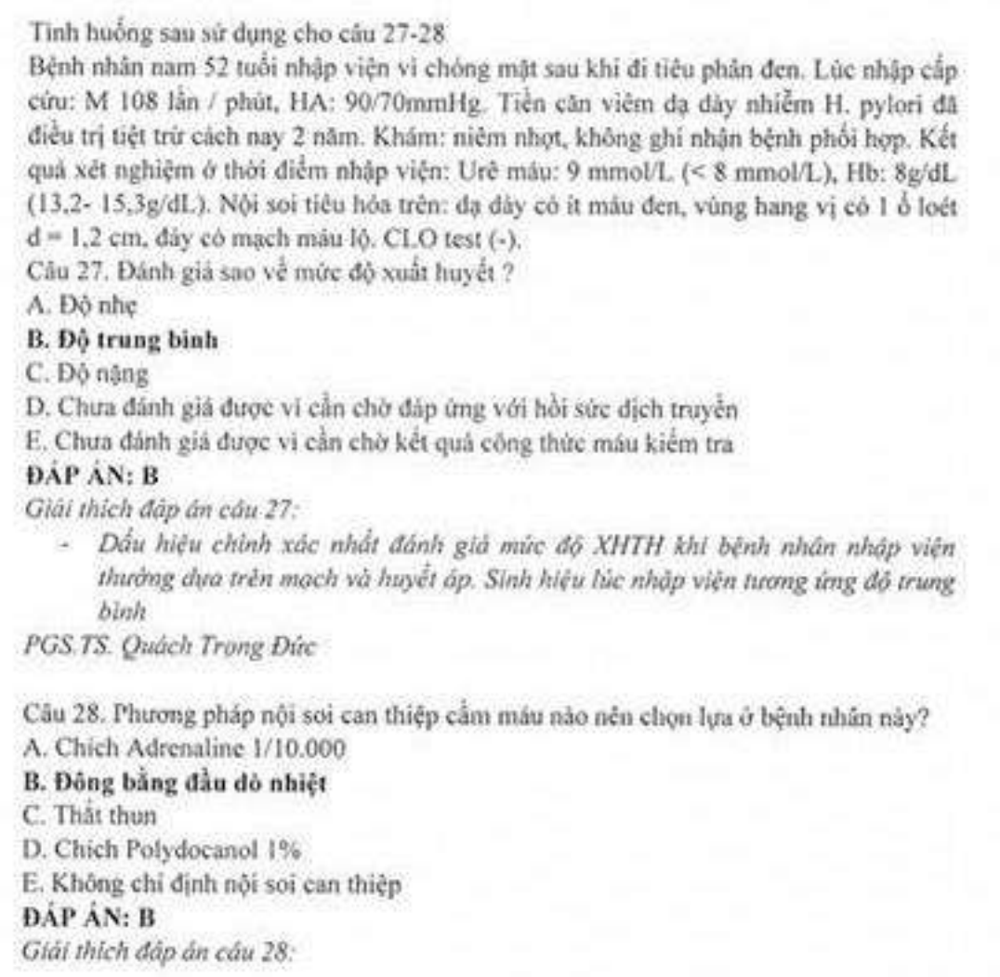 Tình huống sau sử dụng cho câu 27-28
Bệnh nhân nam 52 tuổi nhập viện vì chóng mặt sau khi đi tiêu phân đen. Lúc nhập cấp
cứu: M 108 lần / phút, HA: 90/70mmHg. Tiền căn viêm dạ dày nhiễm H. pylori đã
điều trị tiệt trừ cách nay 2 năm. Khám: niêm nhợt, không ghi nhận bệnh phối hợp. Kết
quả xét nghiệm ở thời điểm nhập viện: Urê máu: 9 mmol/L (< 8 mmol/L), Hb: 8g/dL
(13,2- 15,3g/dL). Nội soi tiêu hóa trên: dạ dày có ít máu đen, vùng hang vị có 1 ổ loét
d = 1,2 cm, đáy có mạch máu lộ. CLO test (-).
Câu 27. Đánh giá sao về mức độ xuất huyết ?
A. Độ nhẹ
B. Độ trung bình
C. Độ nặng
D. Chưa đánh giá được vì cần chờ đáp ứng với hồi sức dịch truyền
E. Chưa đánh giá được vì cần chờ kết quả công thức máu kiểm tra
ĐÁP ÁN: B
Giải thích đáp án câu 27:
- Dấu hiệu chính xác nhất đánh giá mức độ XHTH khi bệnh nhân nhập viện
thường dựa trên mạch và huyết áp. Sinh hiệu lúc nhập viện tương ứng độ trung
bình
PGS.TS. Quách Trọng Đức
Câu 28. Phương pháp nội soi can thiệp cầm máu nào nên chọn lựa ở bệnh nhân này?
A. Chích Adrenaline 1/10.000
B. Đông bằng đầu dò nhiệt
C. Thắt thun
D. Chích Polydocanol 1%
E. Không chỉ định nội soi can thiệp
ĐÁP ÁN: B
Giải thích đáp án câu 28: